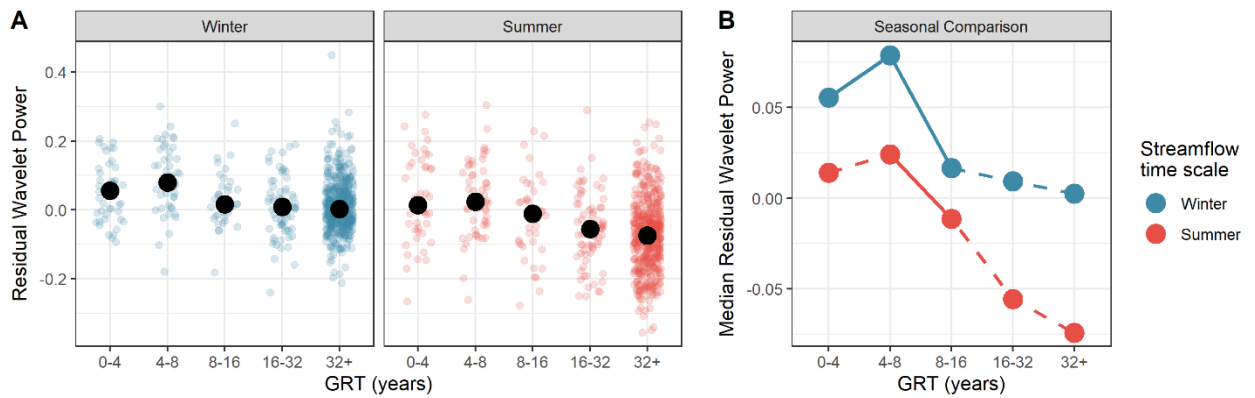 A
Winter
Summer
Residual Wavelet Power
0.4
0.2
0.0
-0.2
0-4
4-8
8-16
16-32
32+
0-4
4-8
8-16
16-32
32+
GRT (years)
B
Seasonal Comparison
Median Residual Wavelet Power
0.05
0.00
-0.05
0-4
4-8
8-16
16-32
32+
GRT (years)
Streamflow
time scale
Winter
Summer